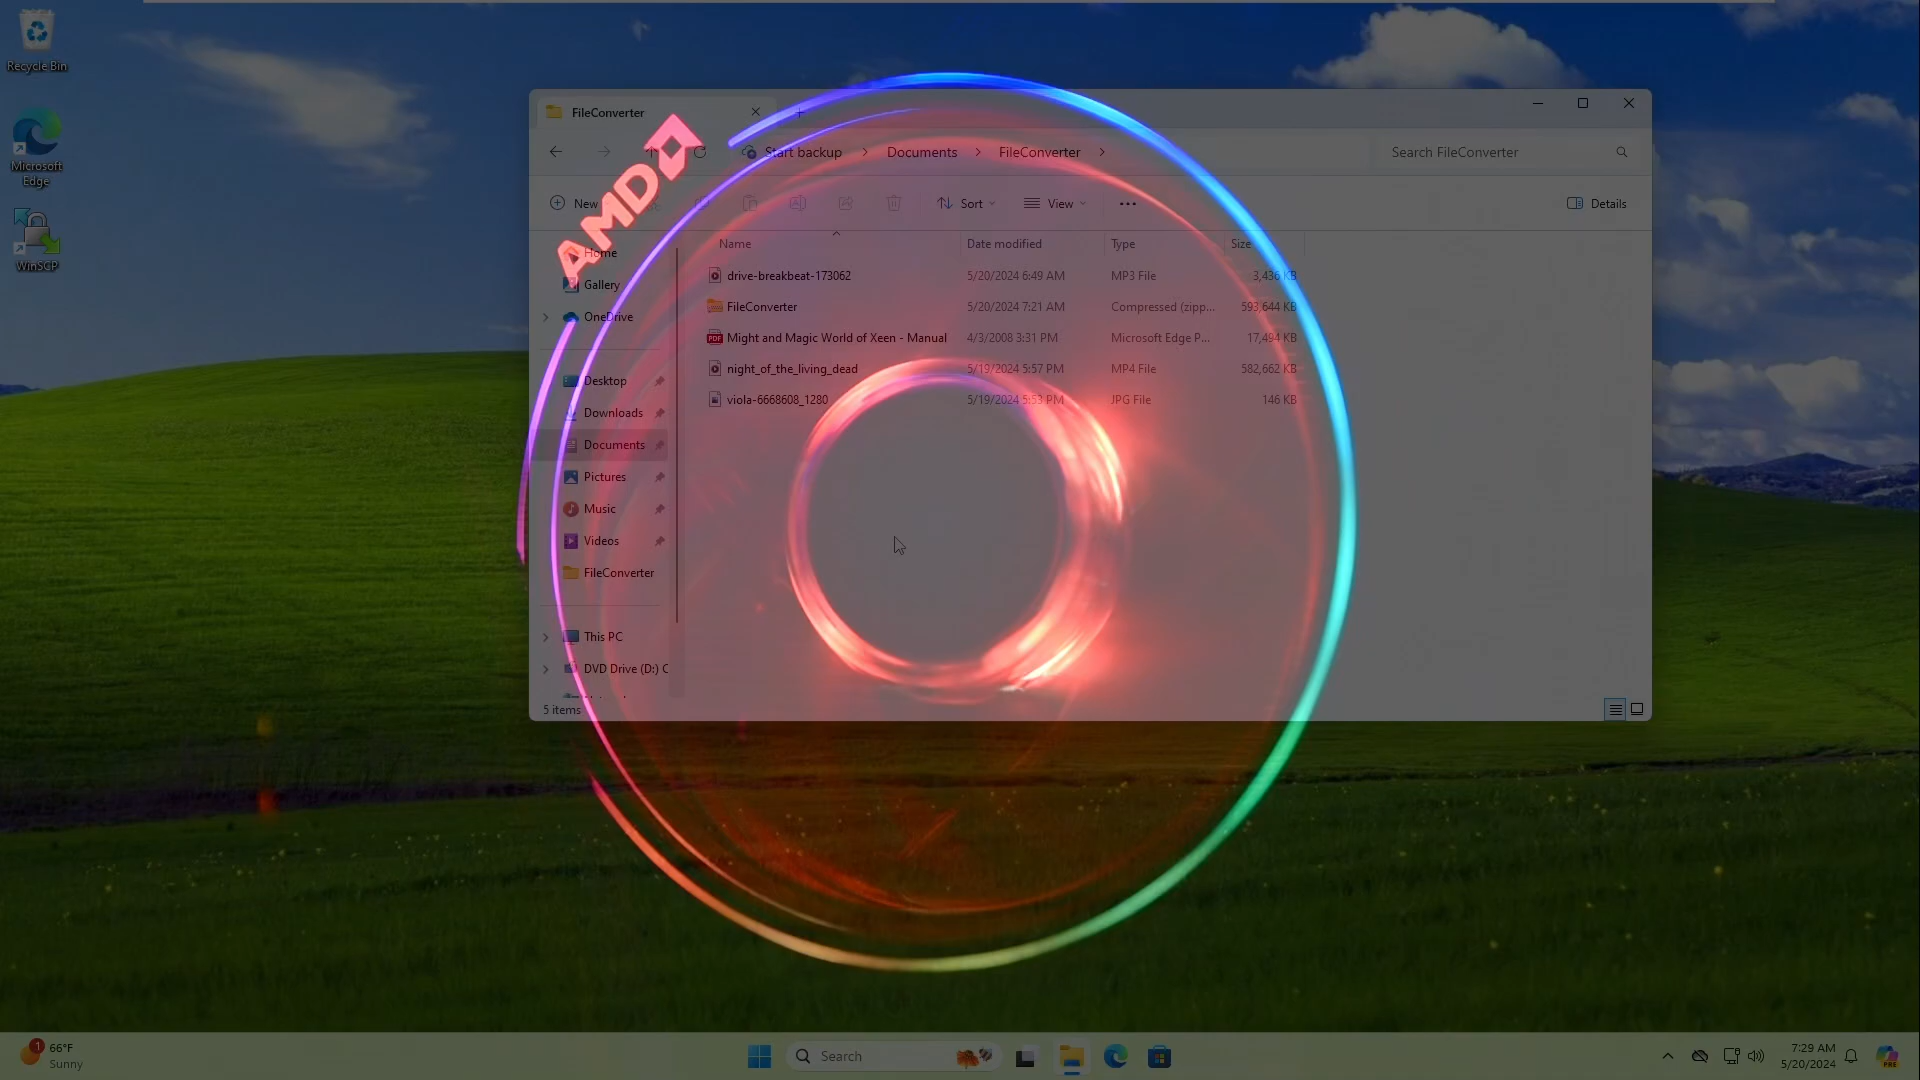 Recycle Bin
Microsoft
Edge
WinSCP
FileConverter
AMD
Start backup
Documents
FileConverter
Search FileConverter
New
Sort
View
Details
Name
Date modified
Type
Size
drive-breakbeat-173062 5/20/2024 6:49 AM MP3 File 3,436 KB
FileConverter 5/20/2024 7:21 AM Compressed (zipp... 593,644 KB
Might and Magic World of Xeen - Manual 4/3/2008 3:31 PM Microsoft Edge P... 17,494 KB
night_of_the_living_dead 5/19/2024 5:57 PM MP4 File 582,662 KB
viola-6668608_1280 5/19/2024 5:53 PM JPG File 146 KB
Home
Gallery
OneDrive
Desktop
Downloads
Documents
Pictures
Music
Videos
FileConverter
This PC
DVD Drive (D:) C
5 items
1
66°F
Sunny
Search
7:29 AM
5/20/2024
PRE